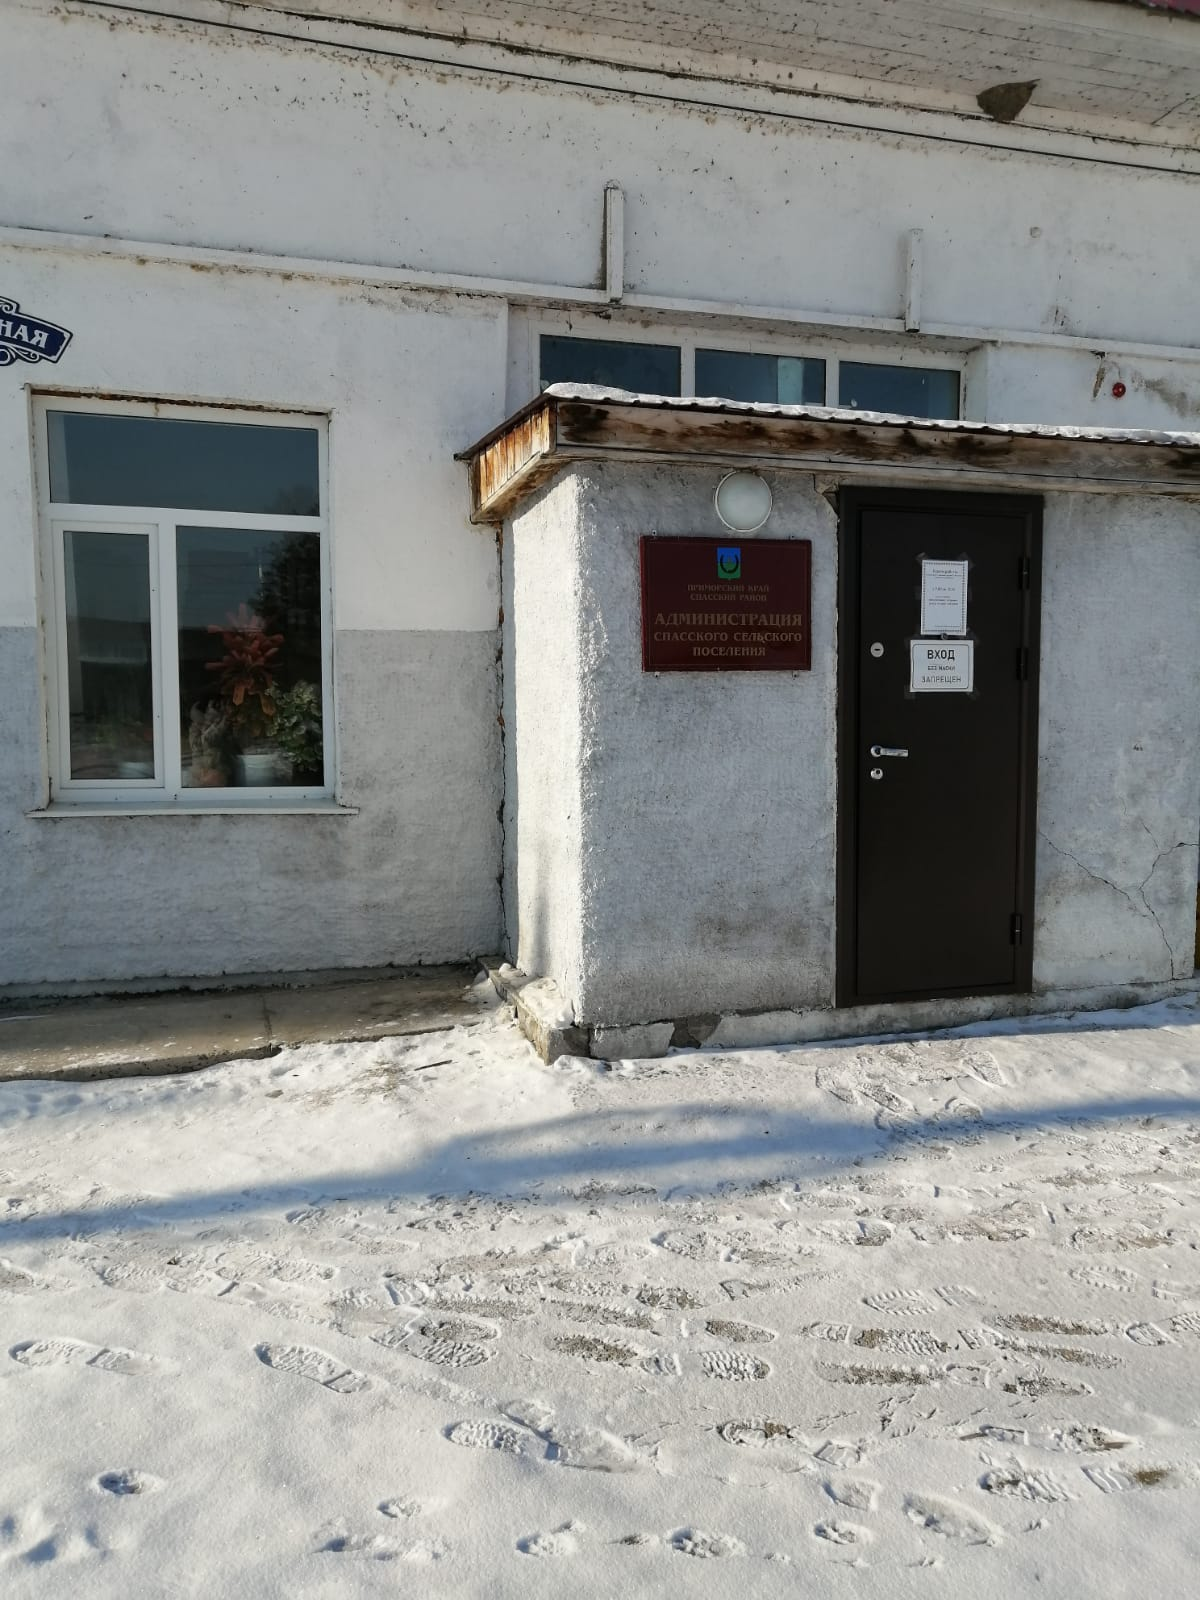 НАЯ
ПРИМОРСКИЙ КРАЙ
СПАССКИЙ РАЙОН
АДМИНИСТРАЦИЯ
СПАССКОГО СЕЛЬСКОГО
ПОСЕЛЕНИЯ
ВХОД
БЕЗ МАСКИ
ЗАПРЕЩЕН